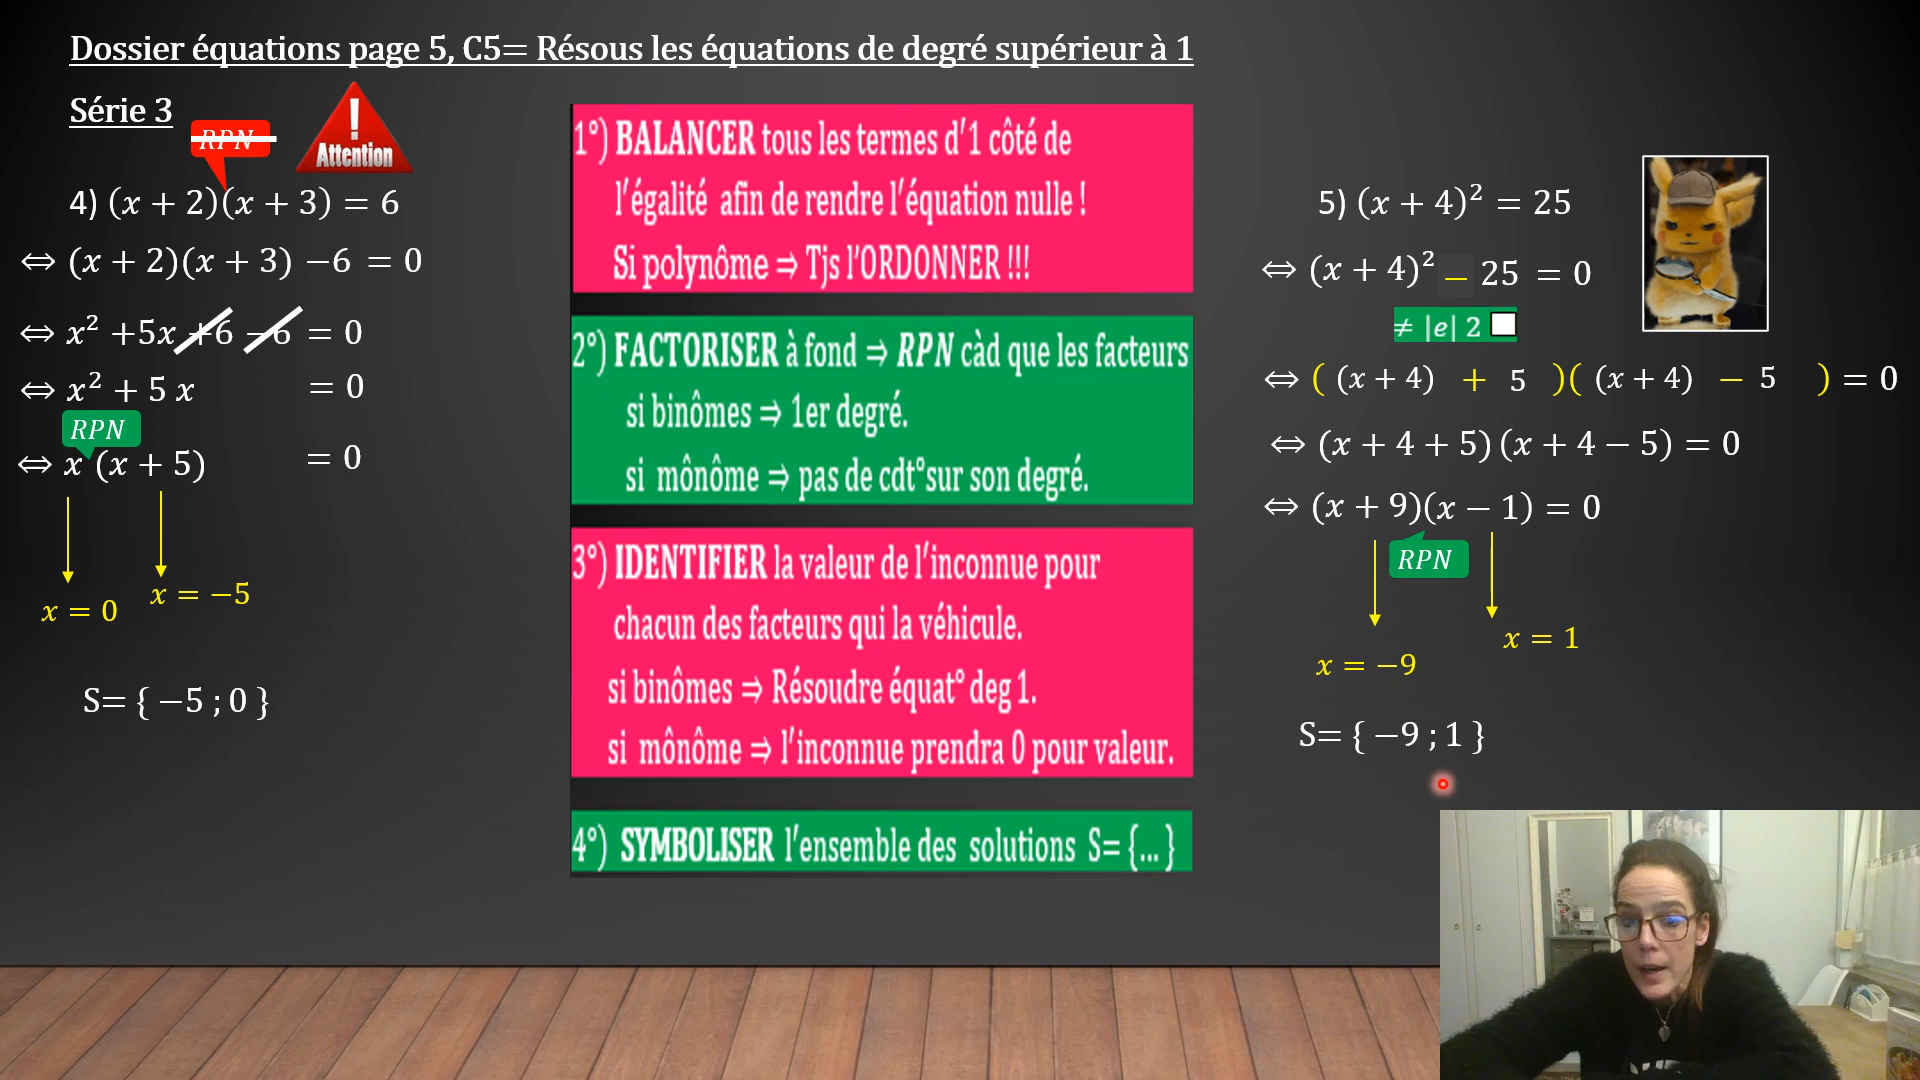 Dossier équations page 5, C5= Résous les équations de degré supérieur à 1
Série 3
RPN
Attention
4) (x + 2)(x + 3) = 6
⇔ (x + 2)(x + 3) −6 = 0
⇔ x² +5x +6 −6 = 0
⇔ x² + 5 x = 0
RPN
⇔ x (x + 5) = 0
x = 0
x = −5
S= { −5 ; 0 }
1°) BALANCER tous les termes d'1 côté de
l'égalité afin de rendre l'équation nulle !
Si polynôme ⇒ Tjs l'ORDONNER !!!
2°) FACTORISER à fond ⇒ RPN càd que les facteurs
si binômes ⇒ 1er degré.
si mônôme ⇒ pas de cdt°sur son degré.
3°) IDENTIFIER la valeur de l'inconnue pour
chacun des facteurs qui la véhicule.
si binômes ⇒ Résoudre équat° deg 1.
si mônôme ⇒ l'inconnue prendra 0 pour valeur.
4°) SYMBOLISER l'ensemble des solutions S= {... }
5) (x + 4)² = 25
⇔ (x + 4)² − 25 = 0
≠ |e| 2
⇔ ( (x + 4) + 5 )( (x + 4) − 5 ) = 0
⇔ (x + 4 + 5) (x + 4 − 5) = 0
⇔ (x + 9)(x − 1) = 0
RPN
x = −9
x = 1
S= { −9 ; 1 }